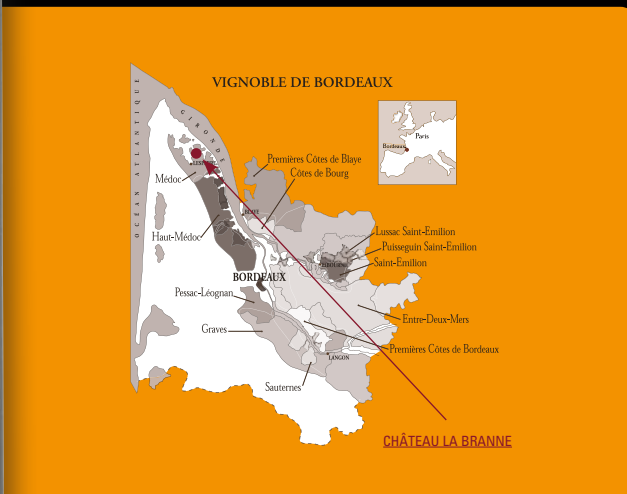 VIGNOBLE DE BORDEAUX
OCÉAN ATLANTIQUE
GIRONDE
Paris
Bordeaux
Premières Côtes de Blaye
Côtes de Bourg
Médoc
BLAYE
Haut-Médoc
Lussac Saint-Emilion
Puisseguin Saint-Emilion
Saint-Emilion
LIBOURNE
BORDEAUX
Pessac-Léognan
Entre-Deux-Mers
Graves
Premières Côtes de Bordeaux
LANGON
Sauternes
CHÂTEAU LA BRANNE